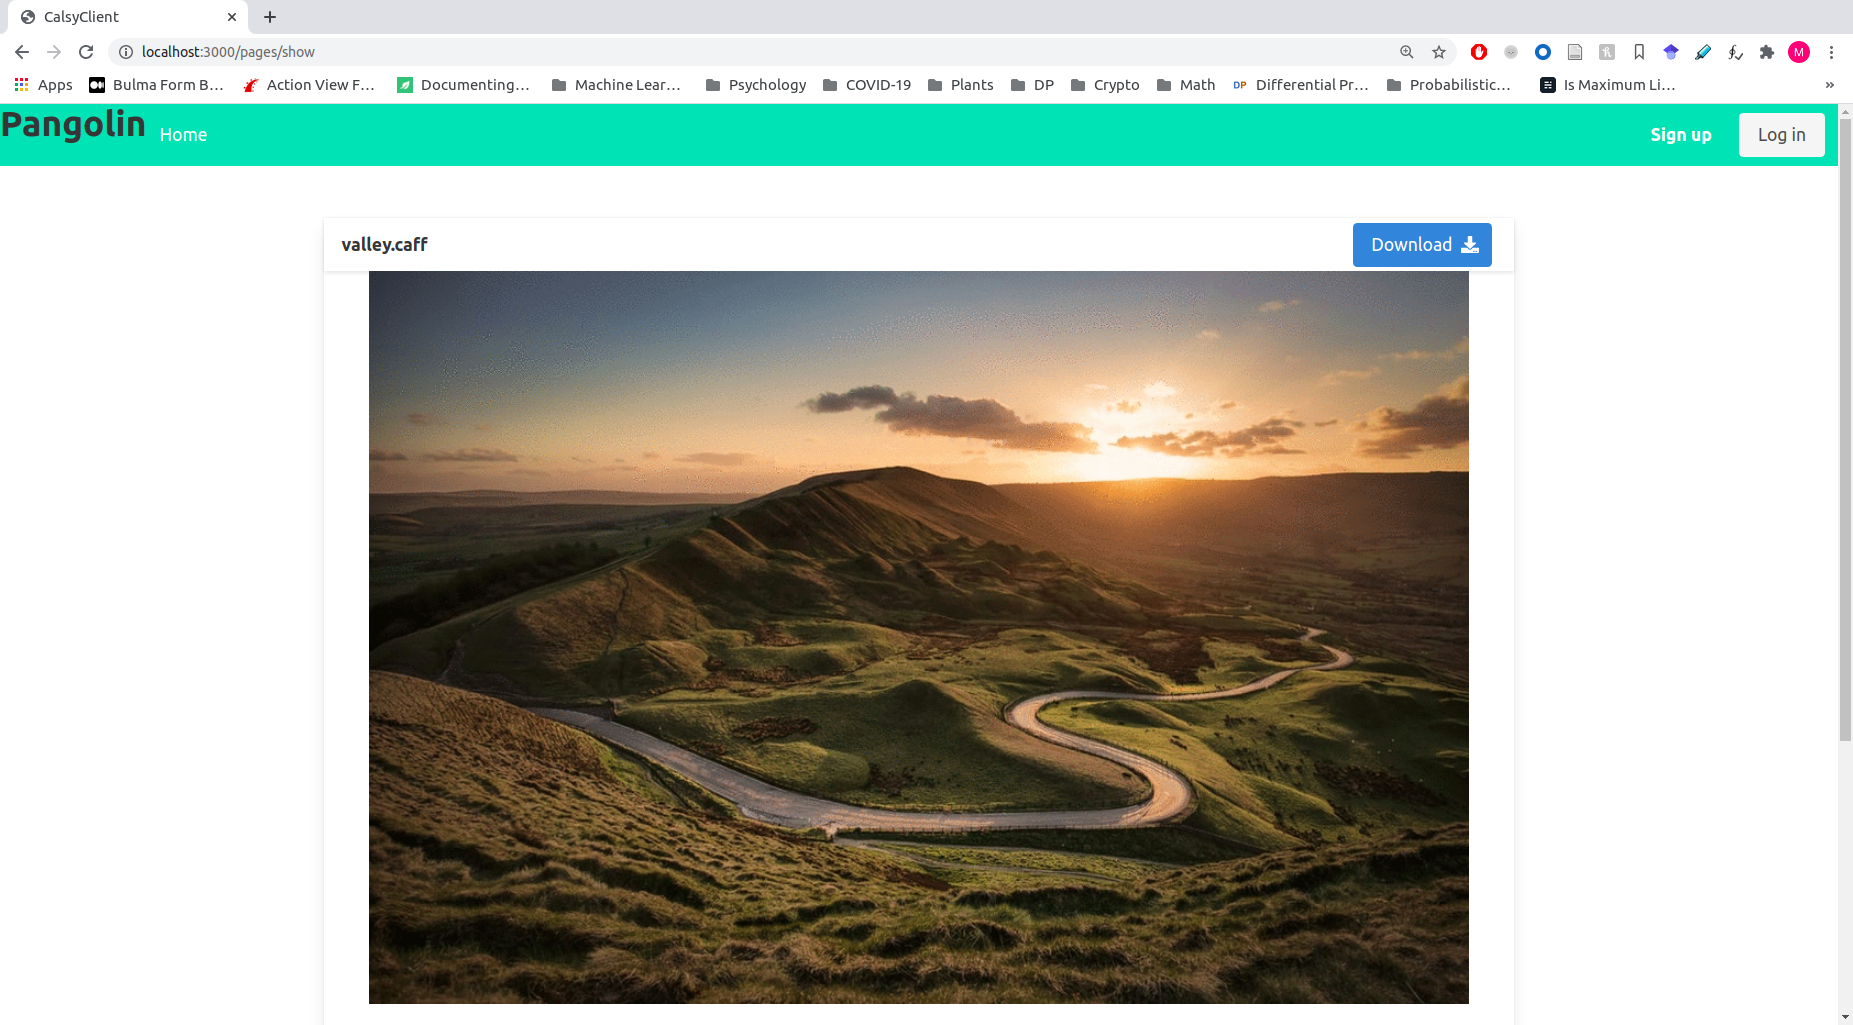 CalsyClient
localhost:3000/pages/show
M
Apps Bulma Form B... Action View F... Documenting... Machine Lear... Psychology COVID-19 Plants DP Crypto Math DP Differential Pr... Probabilistic... Is Maximum Li... »
Pangolin Home Sign up Log in
valley.caff Download